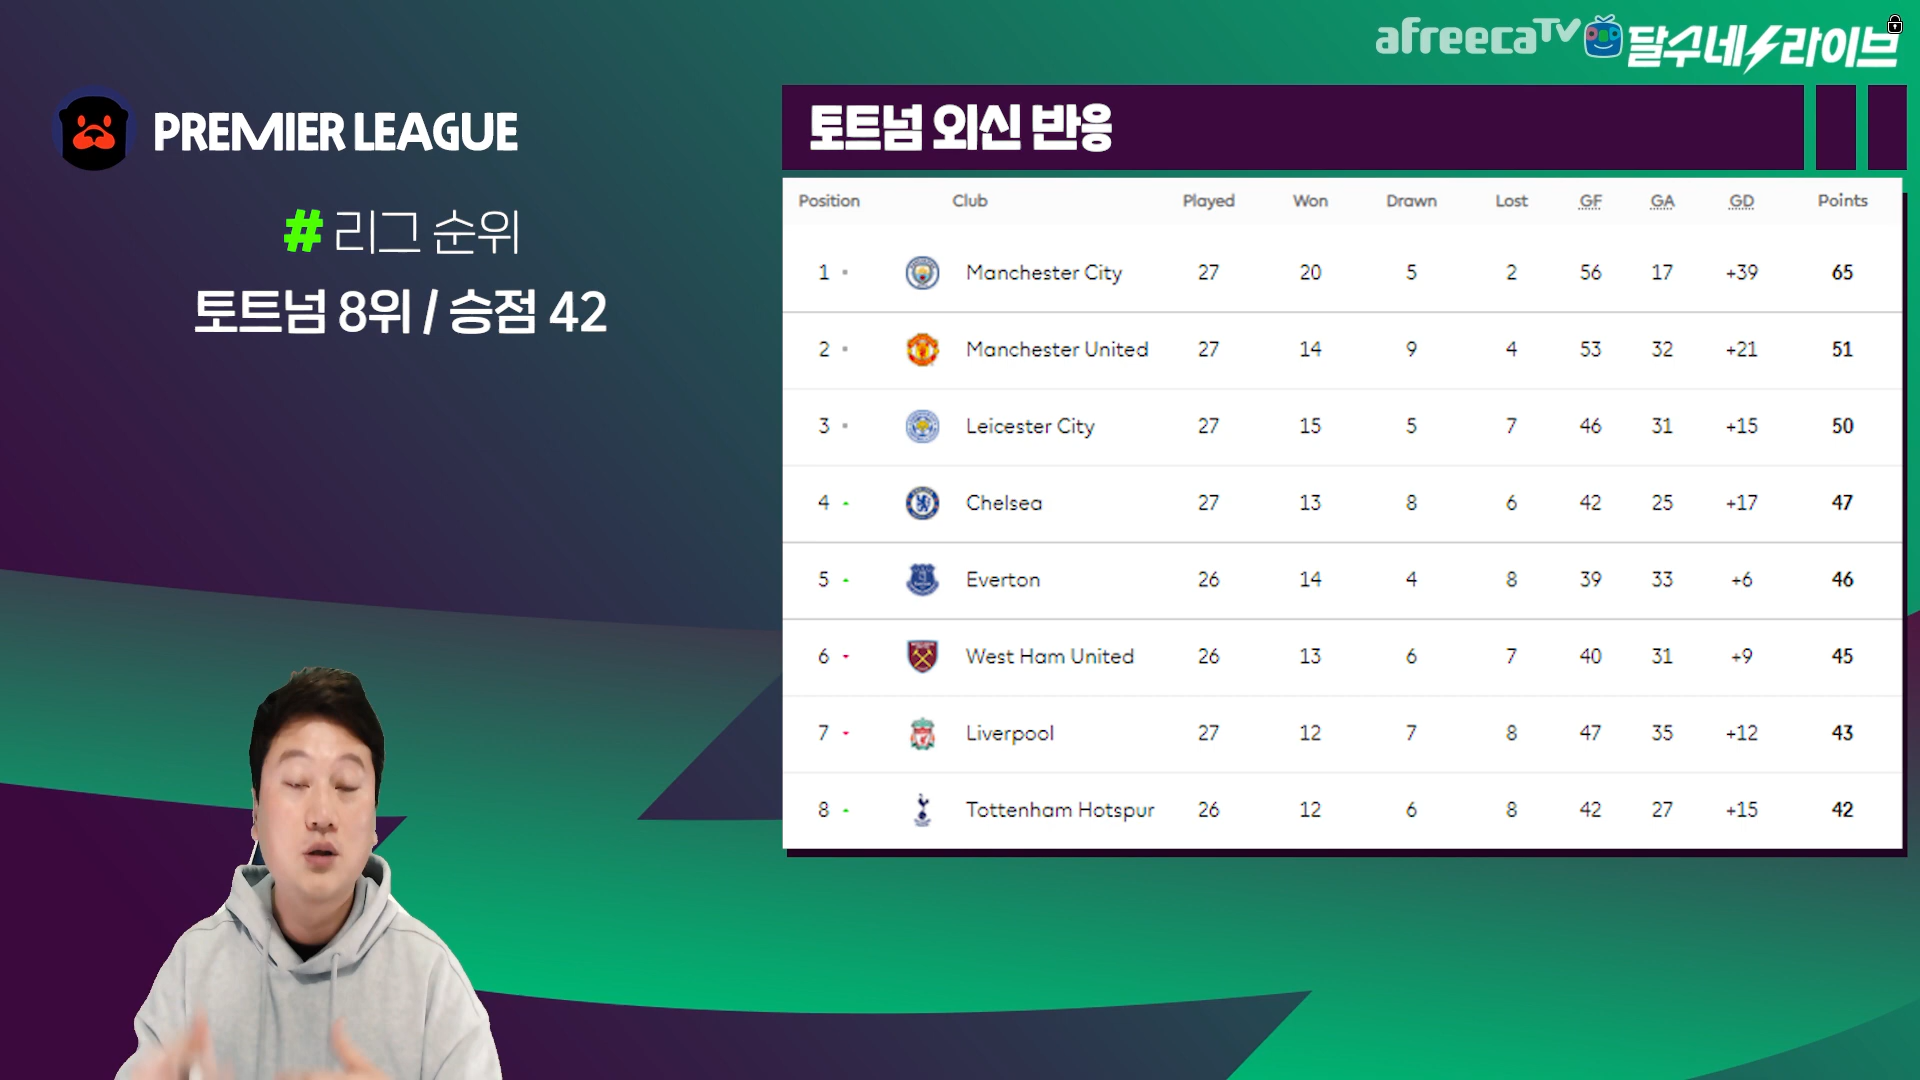 afreecaTV 달수네라이브
PREMIER LEAGUE
# 리그 순위
토트넘 8위 / 승점 42
토트넘 외신 반응
Position Club Played Won Drawn Lost GF GA GD Points
1 Manchester City 27 20 5 2 56 17 +39 65
2 Manchester United 27 14 9 4 53 32 +21 51
3 Leicester City 27 15 5 7 46 31 +15 50
4 Chelsea 27 13 8 6 42 25 +17 47
5 Everton 26 14 4 8 39 33 +6 46
6 West Ham United 26 13 6 7 40 31 +9 45
7 Liverpool 27 12 7 8 47 35 +12 43
8 Tottenham Hotspur 26 12 6 8 42 27 +15 42